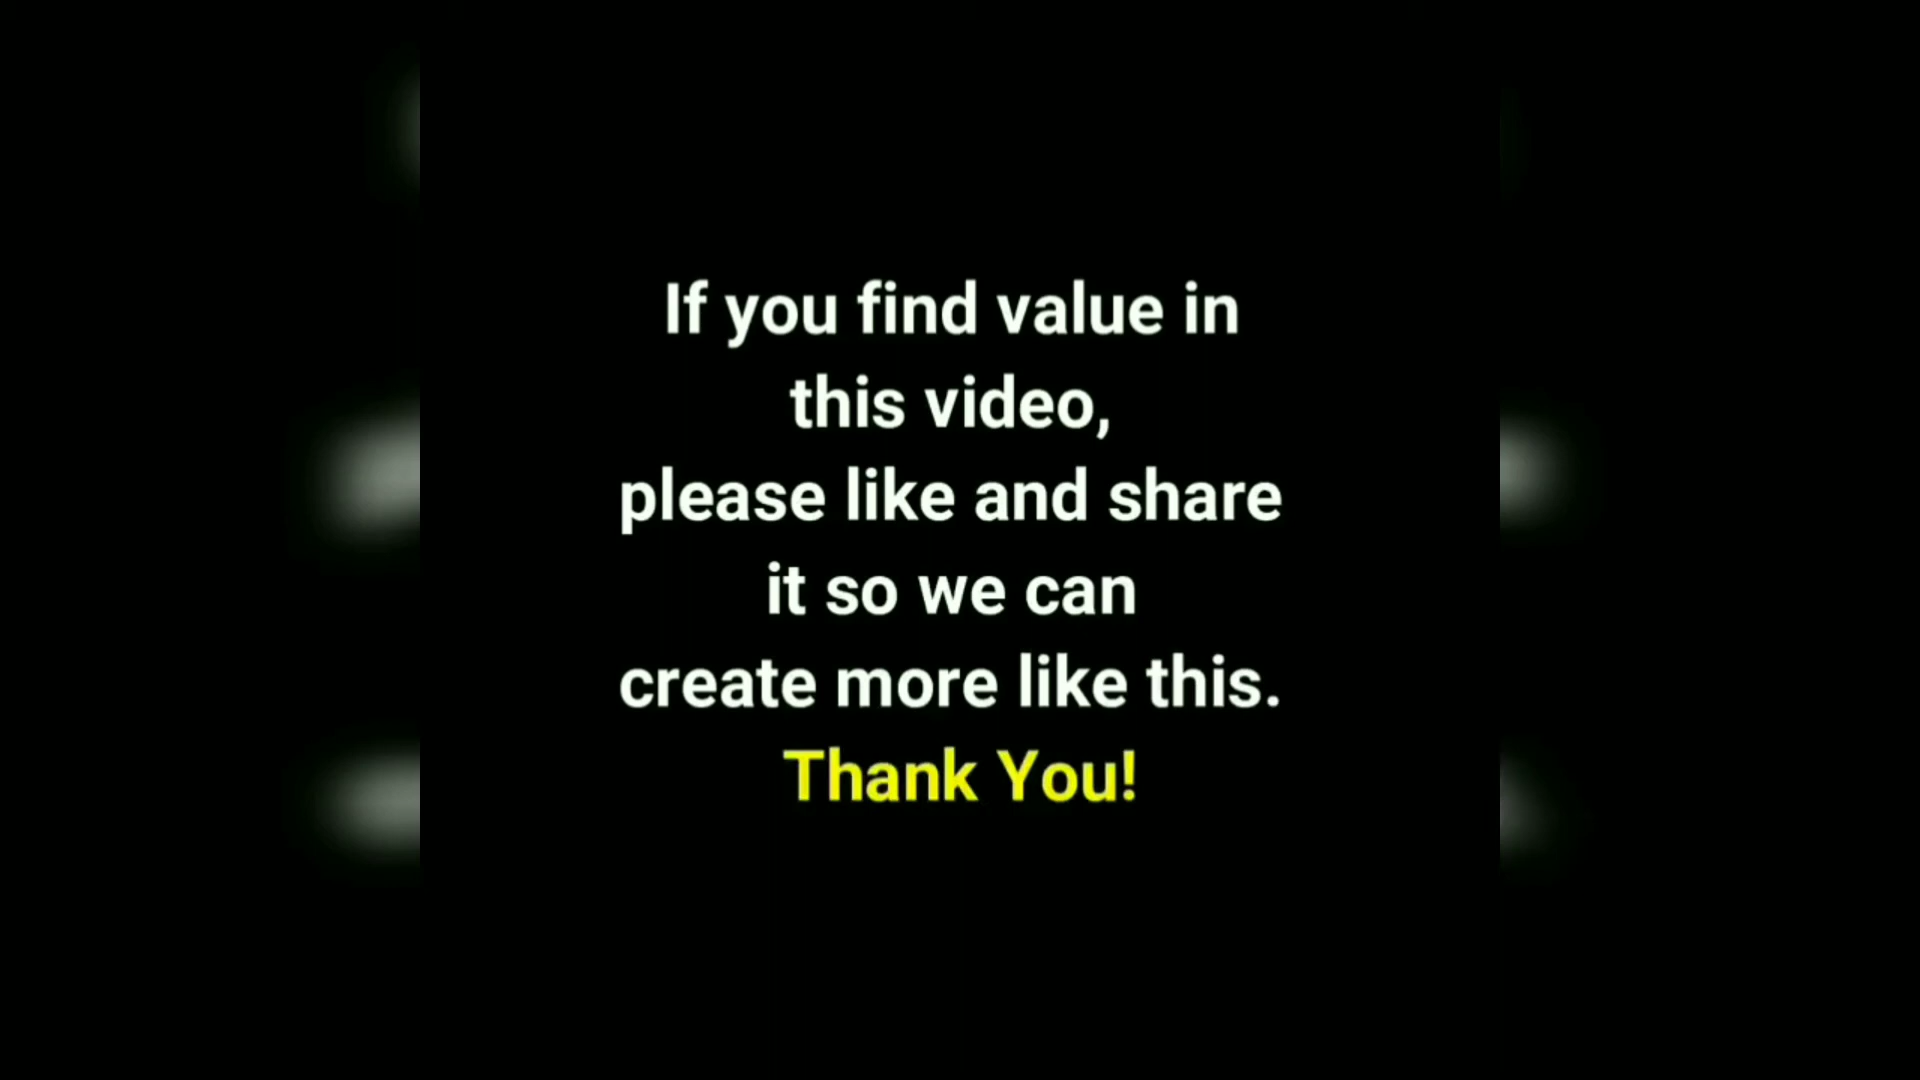 If you find value in
this video,
please like and share
it so we can
create more like this.
Thank You!